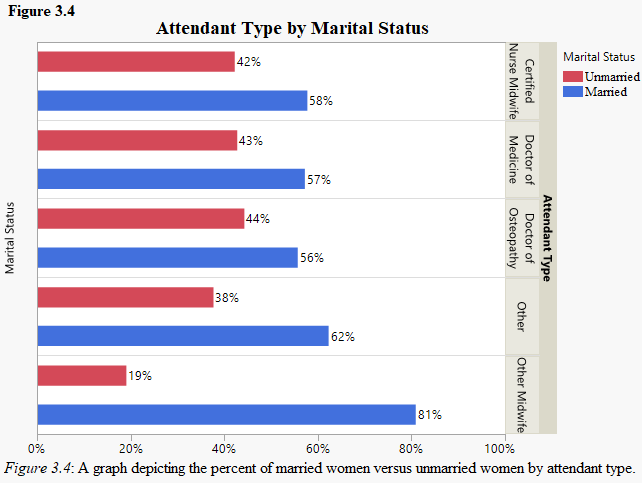 Figure 3.4
Attendant Type by Marital Status
Marital Status
Unmarried
Married
42%
58%
Certified
Nurse Midwife
43%
57%
Doctor of
Medicine
44%
56%
Doctor of
Osteopathy
38%
62%
Other
19%
81%
Other Midwife
Attendant Type
Marital Status
0% 20% 40% 60% 80% 100%
Figure 3.4: A graph depicting the percent of married women versus unmarried women by attendant type.